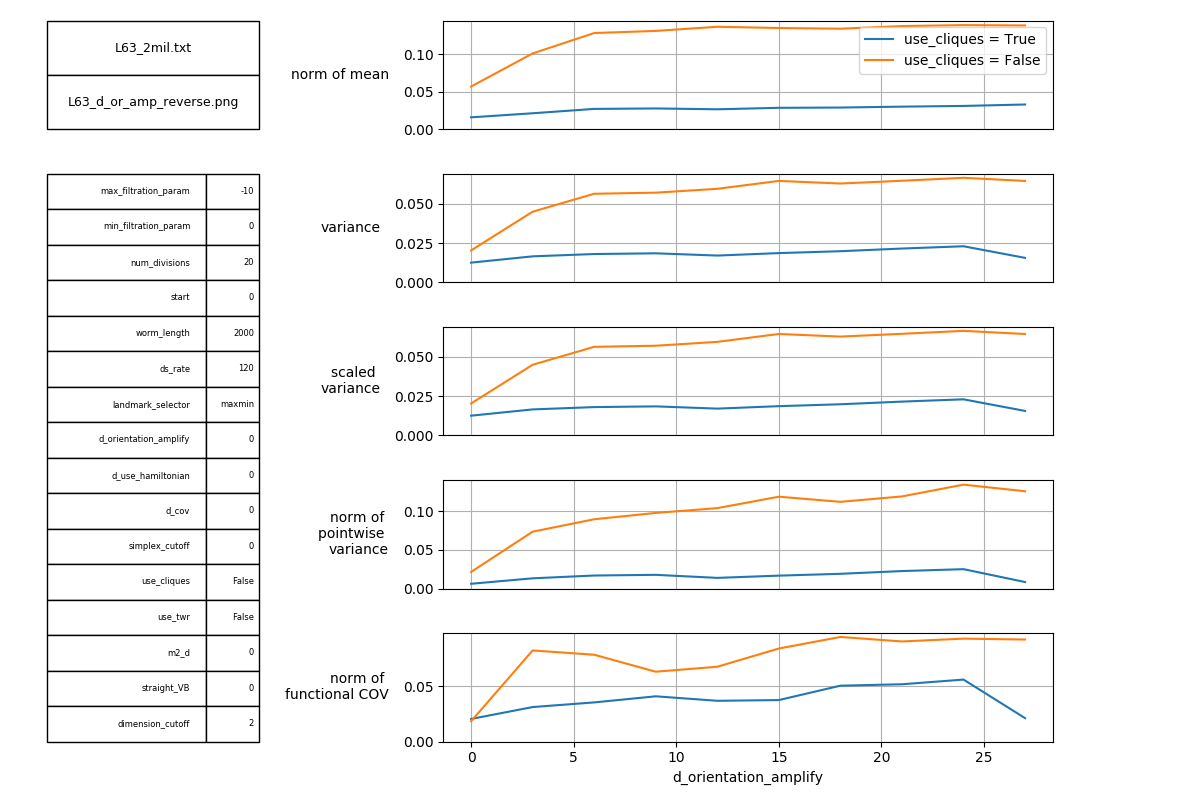 L63_2mil.txt
L63_d_or_amp_reverse.png
max_filtration_param -10
min_filtration_param 0
num_divisions 20
start 0
worm_length 2000
ds_rate 120
landmark_selector maxmin
d_orientation_amplify 0
d_use_hamiltonian 0
d_cov 0
simplex_cutoff 0
use_cliques False
use_twr False
m2_d 0
straight_VB 0
dimension_cutoff 2
norm of mean
0.10
0.05
0.00
use_cliques = True
use_cliques = False
variance
0.050
0.025
0.000
scaled
variance
0.050
0.025
0.000
norm of
pointwise
variance
0.10
0.05
0.00
norm of
functional COV
0.05
0.00
0 5 10 15 20 25
d_orientation_amplify